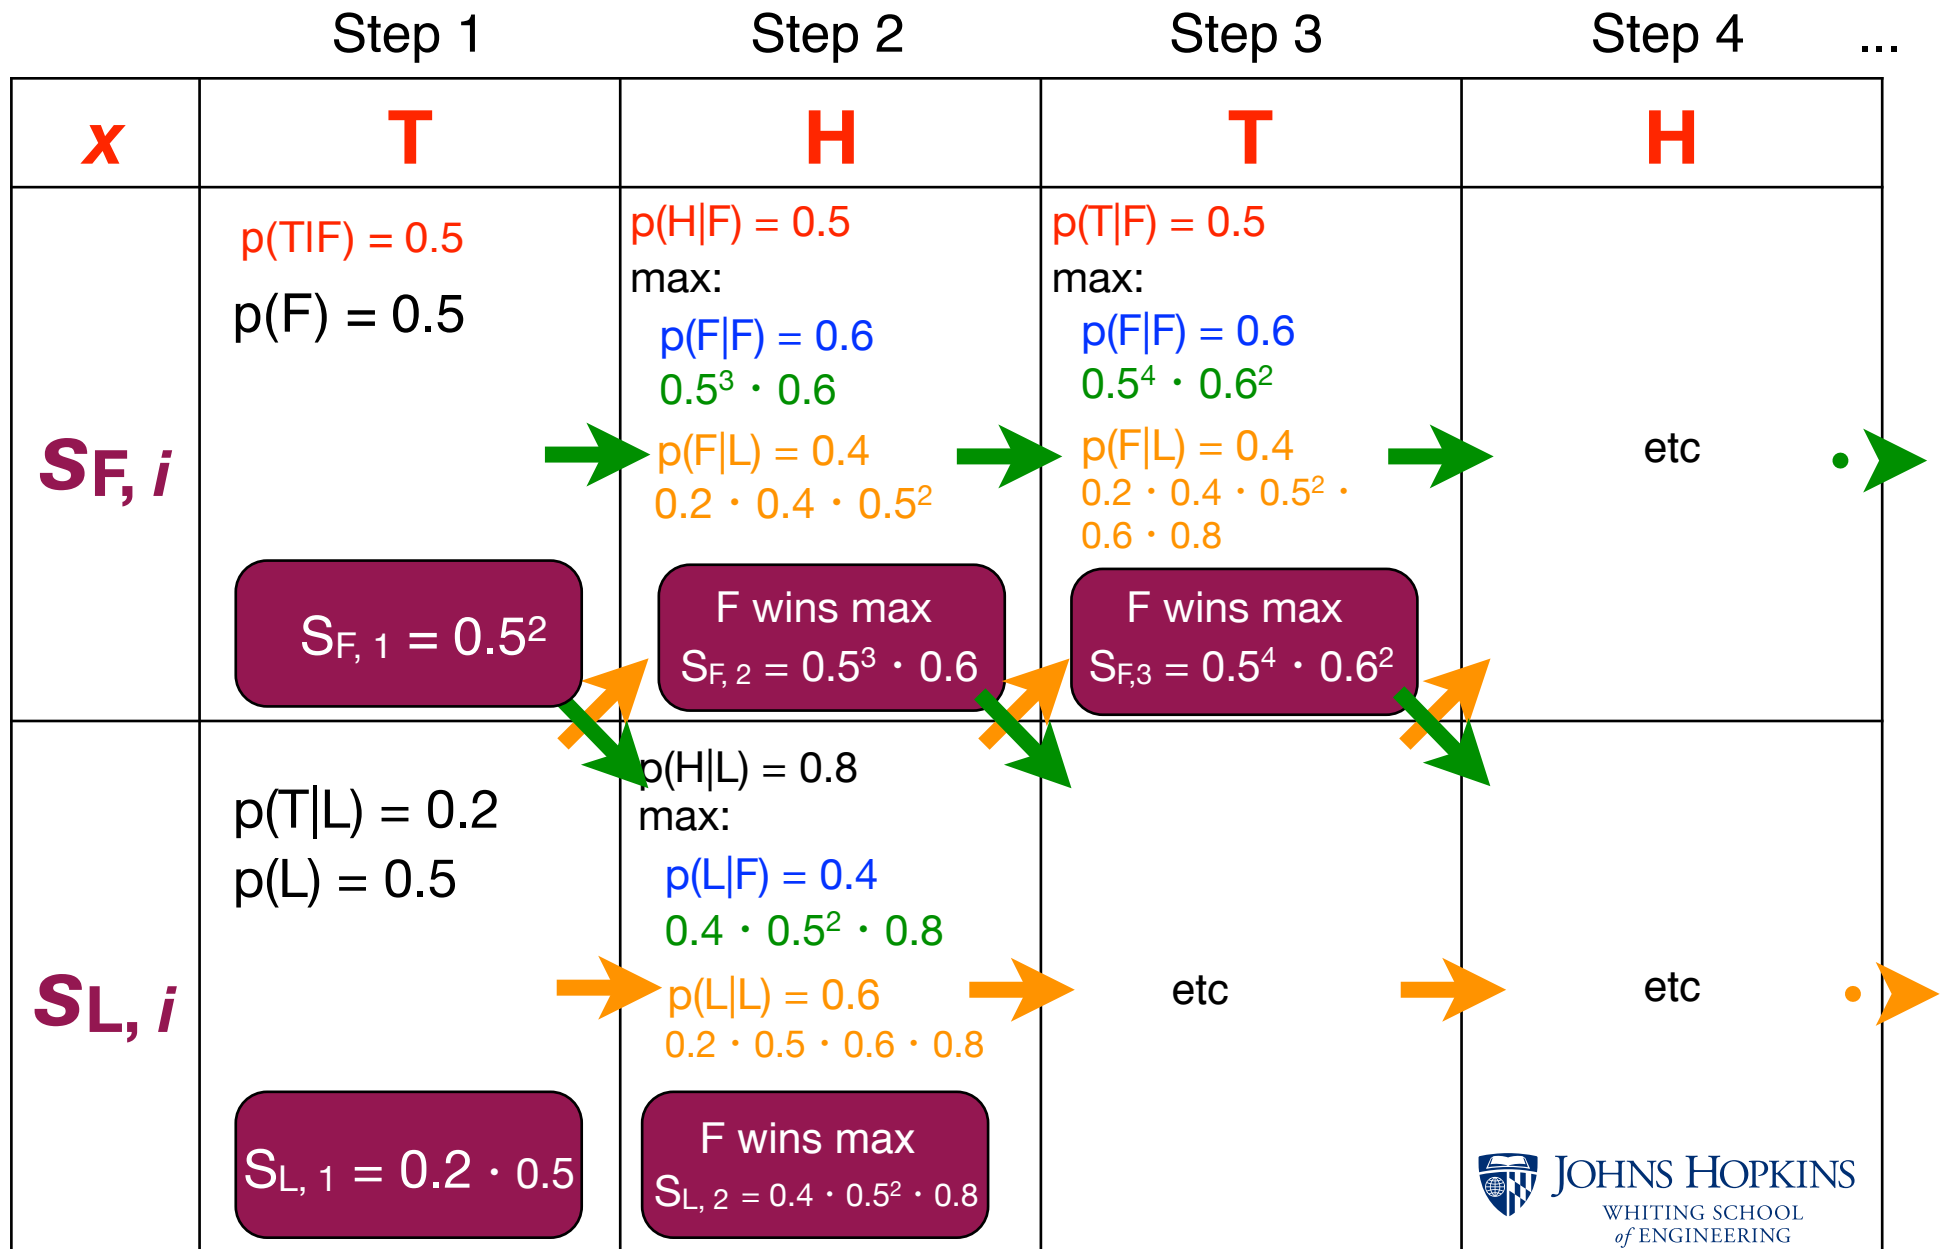 Step 1 Step 2 Step 3 Step 4 ...
x T H T H
SF, i
p(T|F) = 0.5
p(F) = 0.5
SF, 1 = 0.5²
p(H|F) = 0.5
max:
p(F|F) = 0.6
0.5³ · 0.6
p(F|L) = 0.4
0.2 · 0.4 · 0.5²
F wins max
SF, 2 = 0.5³ · 0.6
p(T|F) = 0.5
max:
p(F|F) = 0.6
0.5⁴ · 0.6²
p(F|L) = 0.4
0.2 · 0.4 · 0.5² ·
0.6 · 0.8
F wins max
SF,3 = 0.5⁴ · 0.6²
etc
SL, i
p(T|L) = 0.2
p(L) = 0.5
SL, 1 = 0.2 · 0.5
p(H|L) = 0.8
max:
p(L|F) = 0.4
0.4 · 0.5² · 0.8
p(L|L) = 0.6
0.2 · 0.5 · 0.6 · 0.8
F wins max
SL, 2 = 0.4 · 0.5² · 0.8
etc
etc
JOHNS HOPKINS
WHITING SCHOOL
of ENGINEERING